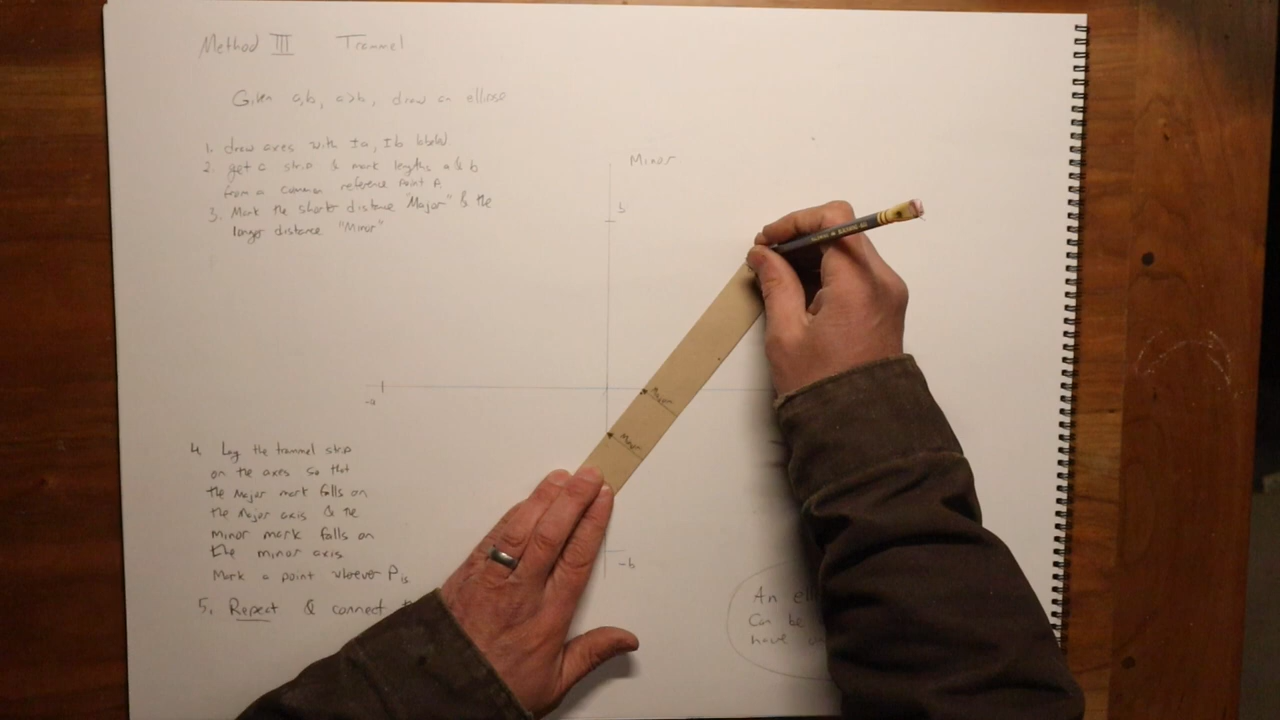 Method III Trammel
Given a,b, a>b, draw an ellipse
1. draw axes with ±a, ±b labeled
2. get a strip & mark lengths a & b
from a common reference point P.
3. Mark the shorter distance "Major" & the
longer distance "Minor"
Minor
b
-a
Minor
Major
4. Lay the trammel strip
on the axes so that
the Major mark falls on
the Major axis & the
minor mark falls on
the minor axis
Mark a point wherever P is
5. Repeat & connect
-b
An
Can be
have